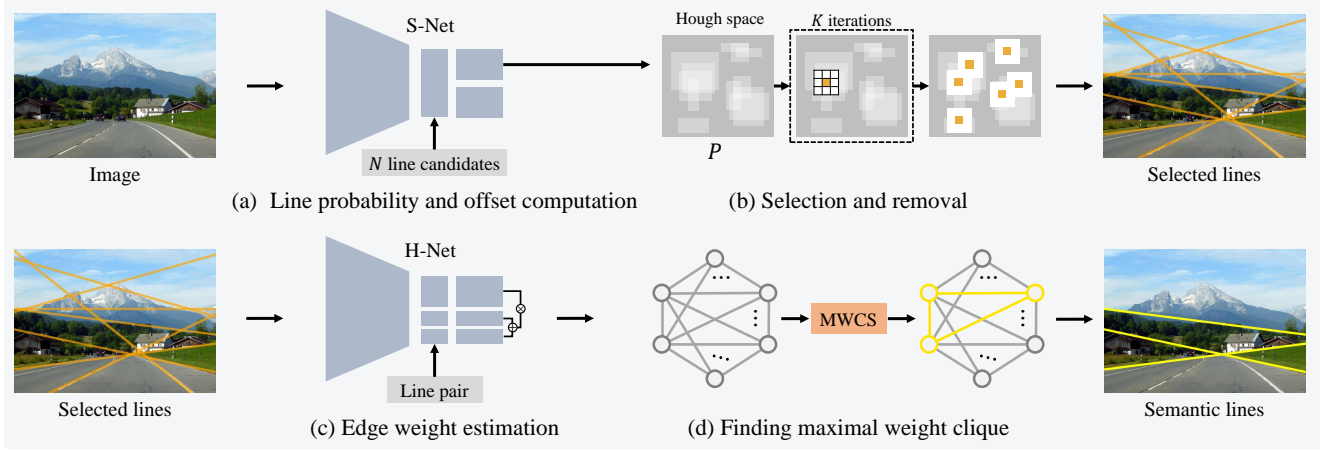 S-Net
Hough space
K iterations
P
N line candidates
Image
Selected lines
(a) Line probability and offset computation
(b) Selection and removal
H-Net
...
...
MWCS
...
...
Line pair
Selected lines
Semantic lines
(c) Edge weight estimation
(d) Finding maximal weight clique